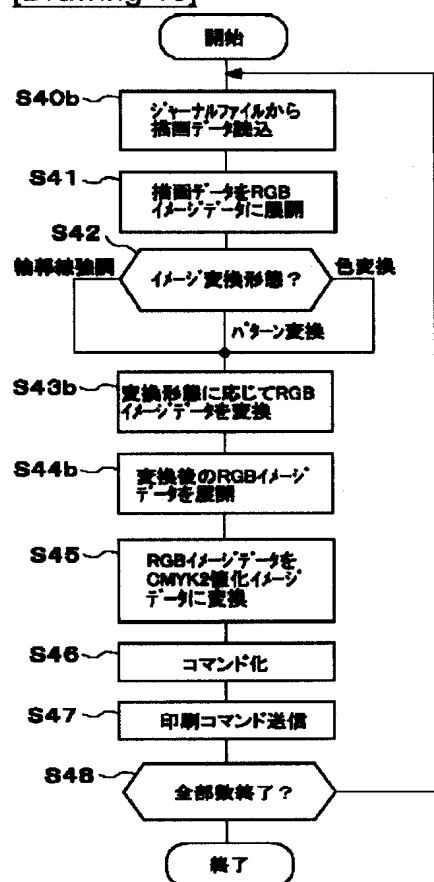 [Drawing 18]
開始
S40b
ジャーナルファイルから
描画データ読込
S41
描画データをRGB
イメージデータに展開
S42
輪郭線強調
イメージ変換形態?
色変換
パターン変換
S43b
変換形態に応じてRGB
イメージデータを変換
S44b
変換後のRGBイメージ
データを展開
S45
RGBイメージデータを
CMYK2値化イメージ
データに変換
S46
コマンド化
S47
印刷コマンド送信
S48
全部数終了?
終了